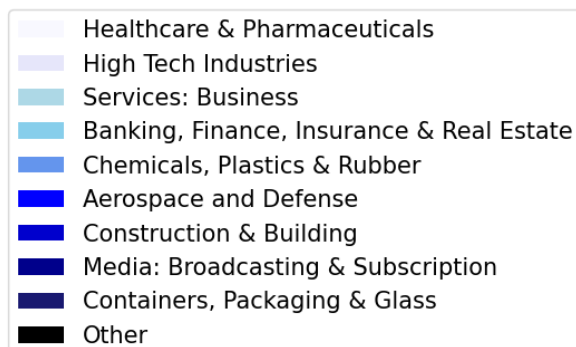 Healthcare & Pharmaceuticals
High Tech Industries
Services: Business
Banking, Finance, Insurance & Real Estate
Chemicals, Plastics & Rubber
Aerospace and Defense
Construction & Building
Media: Broadcasting & Subscription
Containers, Packaging & Glass
Other